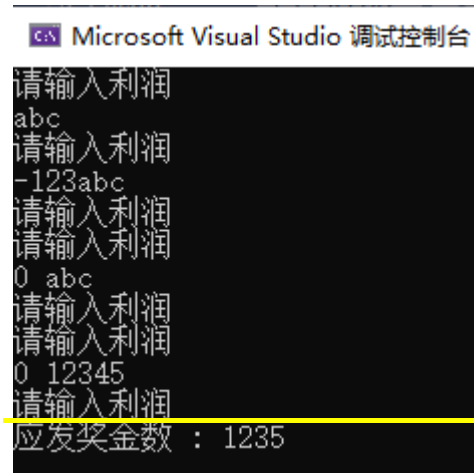 Microsoft Visual Studio 调试控制台
请输入利润
abc
请输入利润
-123abc
请输入利润
请输入利润
0 abc
请输入利润
请输入利润
0 12345
请输入利润
应发奖金数 : 1235